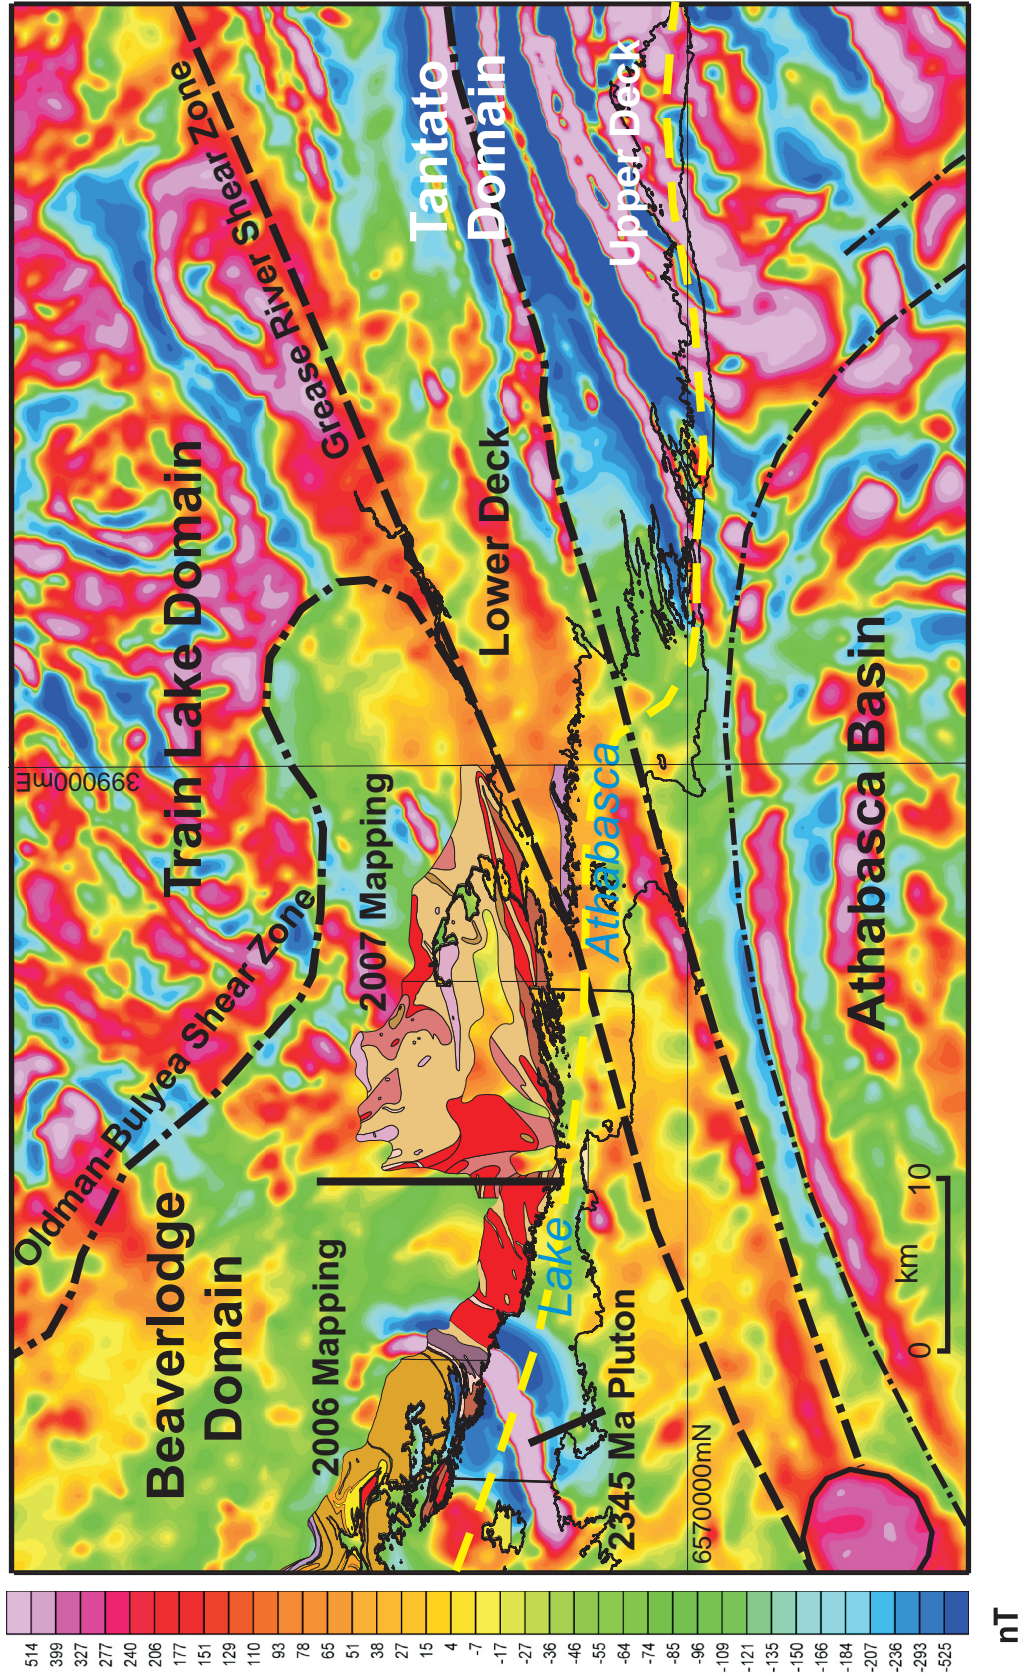 Oldman-Bulyea Shear Zone
Train Lake Domain
399000mE
Grease River Shear Zone
Tantato
Domain
Upper Deck
Lower Deck
Beaverlodge
Domain
2006 Mapping
2007 Mapping
Lake
Athabasca
2345 Ma Pluton
6570000mN
Athabasca Basin
0
km
10
514
399
327
277
240
206
177
151
129
110
93
78
65
51
38
27
15
4
-7
-17
-27
-36
-46
-55
-64
-74
-85
-96
-109
-121
-135
-150
-166
-184
-207
-236
-293
-525
nT